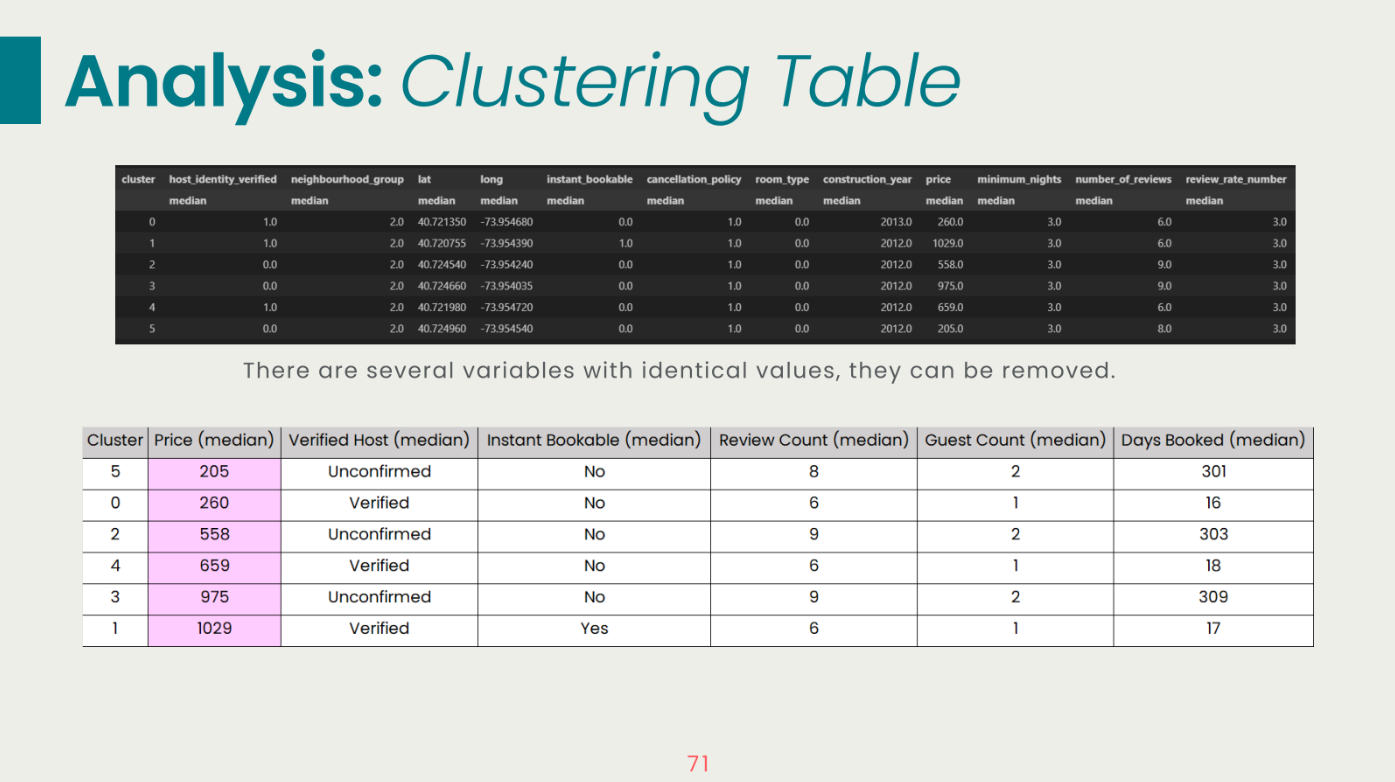 Analysis: Clustering Table
cluster host_identity_verified neighbourhood_group lat long instant_bookable cancellation_policy room_type construction_year price minimum_nights number_of_reviews review_rate_number
median median median median median median median median median median median median
0 1.0 2.0 40.721350 -73.954680 0.0 1.0 0.0 2013.0 260.0 3.0 6.0 3.0
1 1.0 2.0 40.720755 -73.954390 1.0 1.0 0.0 2012.0 1029.0 3.0 6.0 3.0
2 0.0 2.0 40.724540 -73.954240 0.0 1.0 0.0 2012.0 558.0 3.0 9.0 3.0
3 0.0 2.0 40.724660 -73.954035 0.0 1.0 0.0 2012.0 975.0 3.0 9.0 3.0
4 1.0 2.0 40.721980 -73.954720 0.0 1.0 0.0 2012.0 659.0 3.0 6.0 3.0
5 0.0 2.0 40.724960 -73.954540 0.0 1.0 0.0 2012.0 205.0 3.0 8.0 3.0
There are several variables with identical values, they can be removed.
Cluster Price (median) Verified Host (median) Instant Bookable (median) Review Count (median) Guest Count (median) Days Booked (median)
5 205 Unconfirmed No 8 2 301
0 260 Verified No 6 1 16
2 558 Unconfirmed No 9 2 303
4 659 Verified No 6 1 18
3 975 Unconfirmed No 9 2 309
1 1029 Verified Yes 6 1 17
71